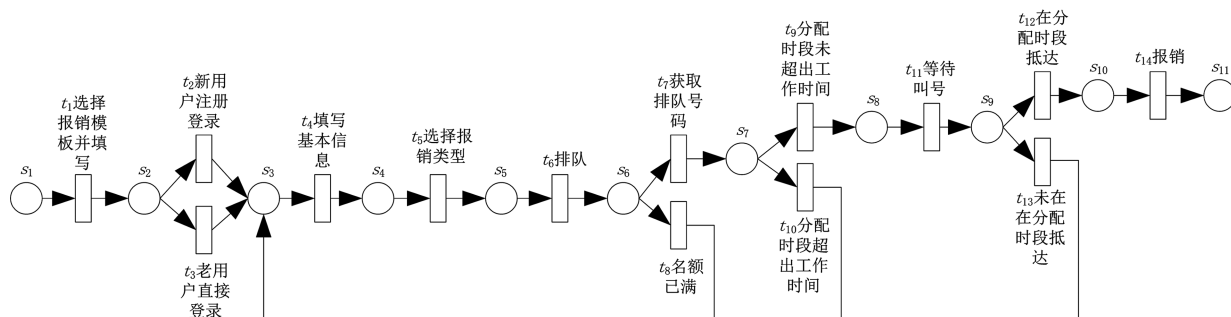 s1
t1选择
报销模
板并填
写
s2
t2新用
户注册
登录
t3老用
户直接
登录
s3
t4填写
基本信
息
s4
t5选择报
销类型
s5
t6排队
s6
t7获取
排队号
码
t8名额
已满
s7
t9分配
时段未
超出工
作时间
t10分配
时段超
出工作
时间
s8
t11等待
叫号
s9
t12在分
配时段
抵达
t13未在
在分配
时段抵
达
s10
t14报销
s11